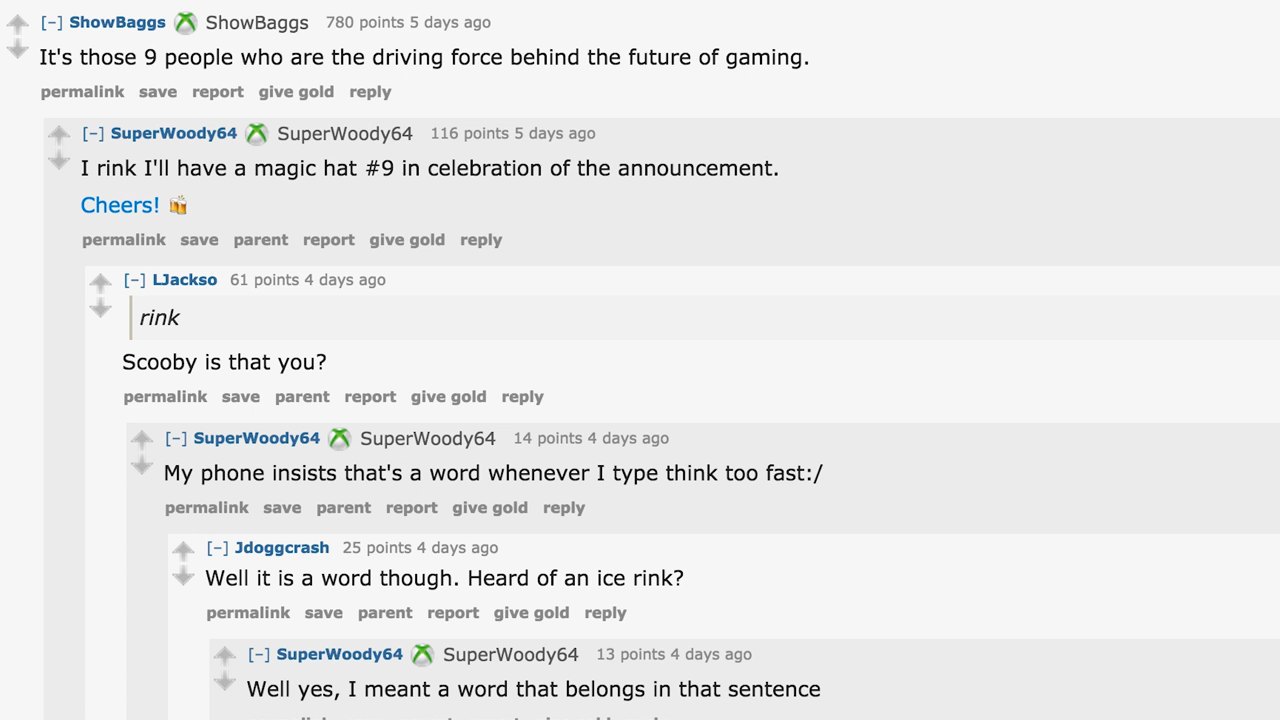 [–] ShowBaggs ShowBaggs 780 points 5 days ago
It's those 9 people who are the driving force behind the future of gaming.
permalink save report give gold reply
[–] SuperWoody64 SuperWoody64 116 points 5 days ago
I rink I'll have a magic hat #9 in celebration of the announcement.
Cheers! 🍻
permalink save parent report give gold reply
[–] LJackso 61 points 4 days ago
rink
Scooby is that you?
permalink save parent report give gold reply
[–] SuperWoody64 SuperWoody64 14 points 4 days ago
My phone insists that's a word whenever I type think too fast:/
permalink save parent report give gold reply
[–] Jdoggcrash 25 points 4 days ago
Well it is a word though. Heard of an ice rink?
permalink save parent report give gold reply
[–] SuperWoody64 SuperWoody64 13 points 4 days ago
Well yes, I meant a word that belongs in that sentence